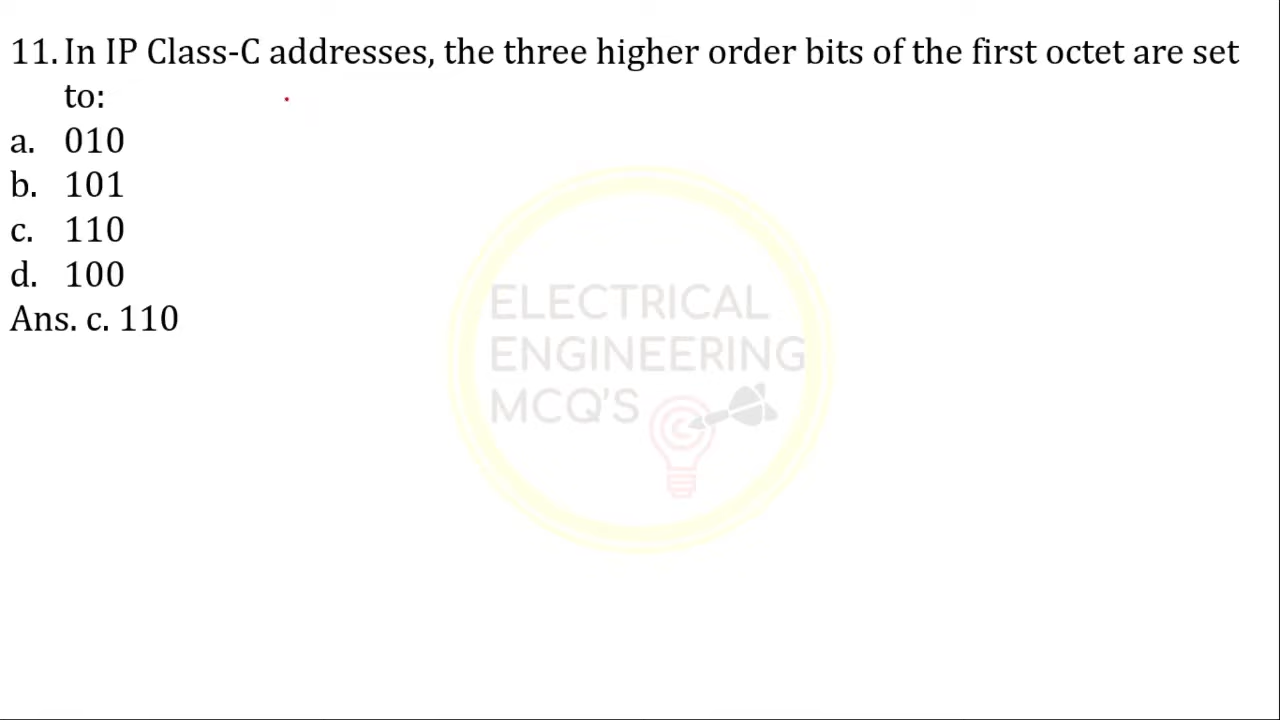 11. In IP Class-C addresses, the three higher order bits of the first octet are set
to:
a. 010
b. 101
c. 110
d. 100
Ans. c. 110
ELECTRICAL
ENGINEERING
MCQ'S